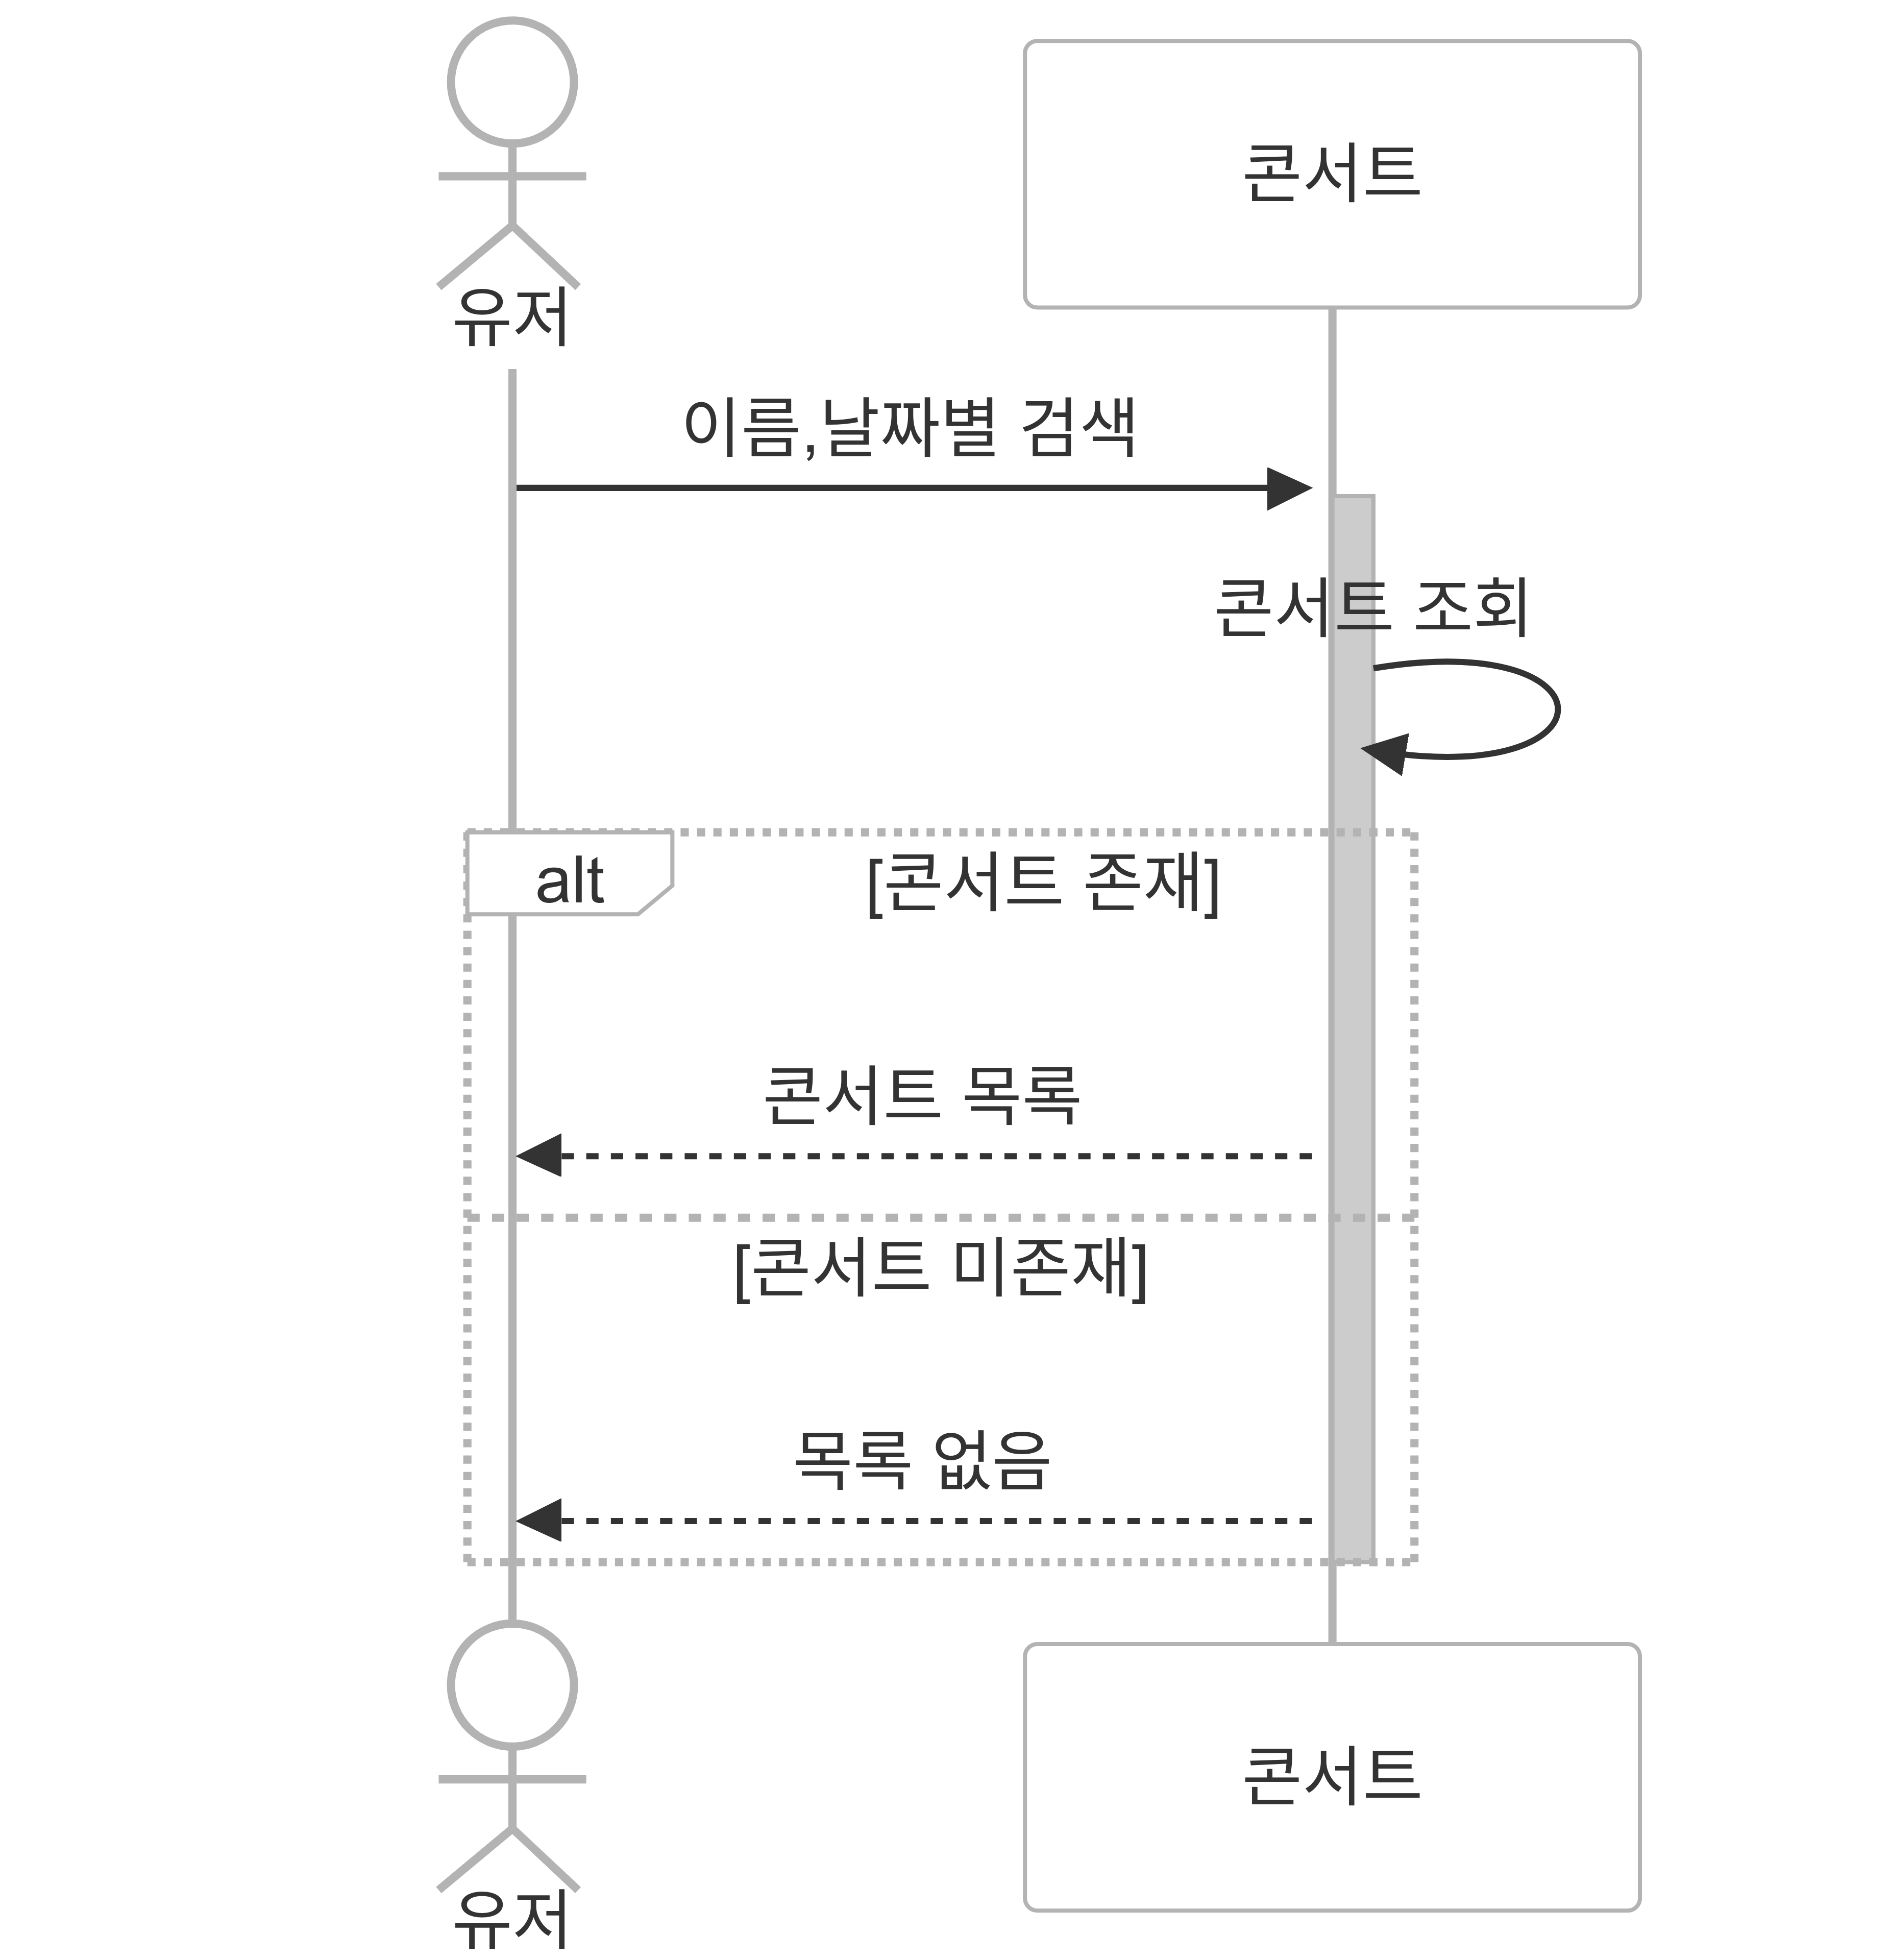 유저
콘서트
이름,날짜별 검색
콘서트 조회
alt
[콘서트 존재]
콘서트 목록
[콘서트 미존재]
목록 없음
콘서트
유저